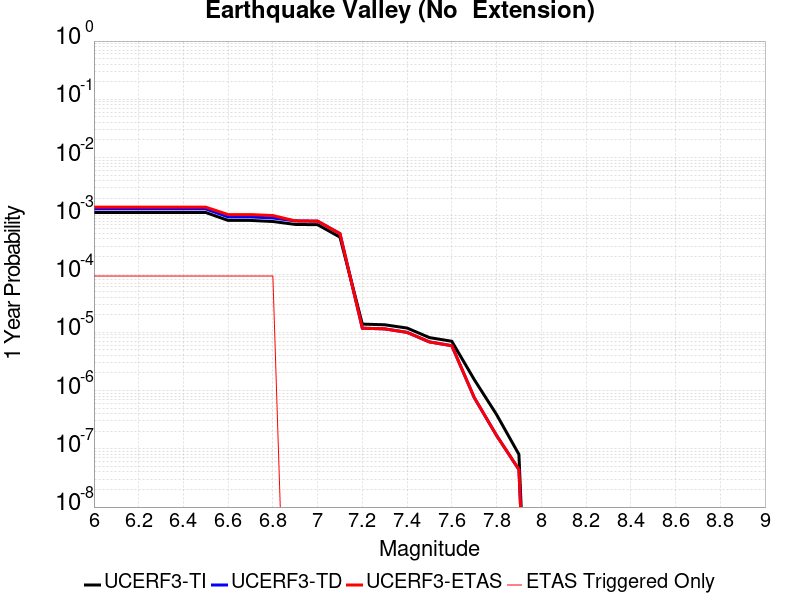 Earthquake Valley (No  Extension)
1 Year Probability
10^0
10^-1
10^-2
10^-3
10^-4
10^-5
10^-6
10^-7
10^-8
6 6.2 6.4 6.6 6.8 7 7.2 7.4 7.6 7.8 8 8.2 8.4 8.6 8.8 9
Magnitude
UCERF3-TI UCERF3-TD UCERF3-ETAS ETAS Triggered Only